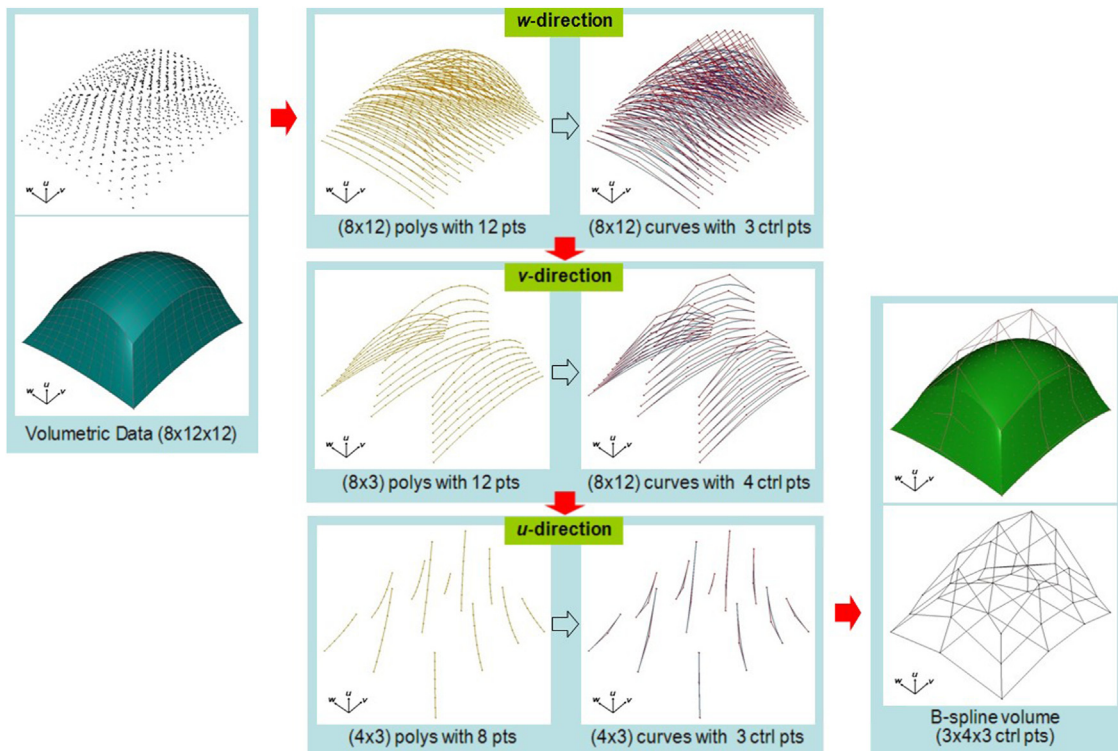 w-direction
w u v
w u v
w u v
(8x12) polys with 12 pts
(8x12) curves with 3 ctrl pts
w u v
Volumetric Data (8x12x12)
v-direction
w u v
w u v
(8x3) polys with 12 pts
(8x12) curves with 4 ctrl pts
u-direction
w u v
w u v
(4x3) polys with 8 pts
(4x3) curves with 3 ctrl pts
w u v
w u v
B-spline volume
(3x4x3 ctrl pts)